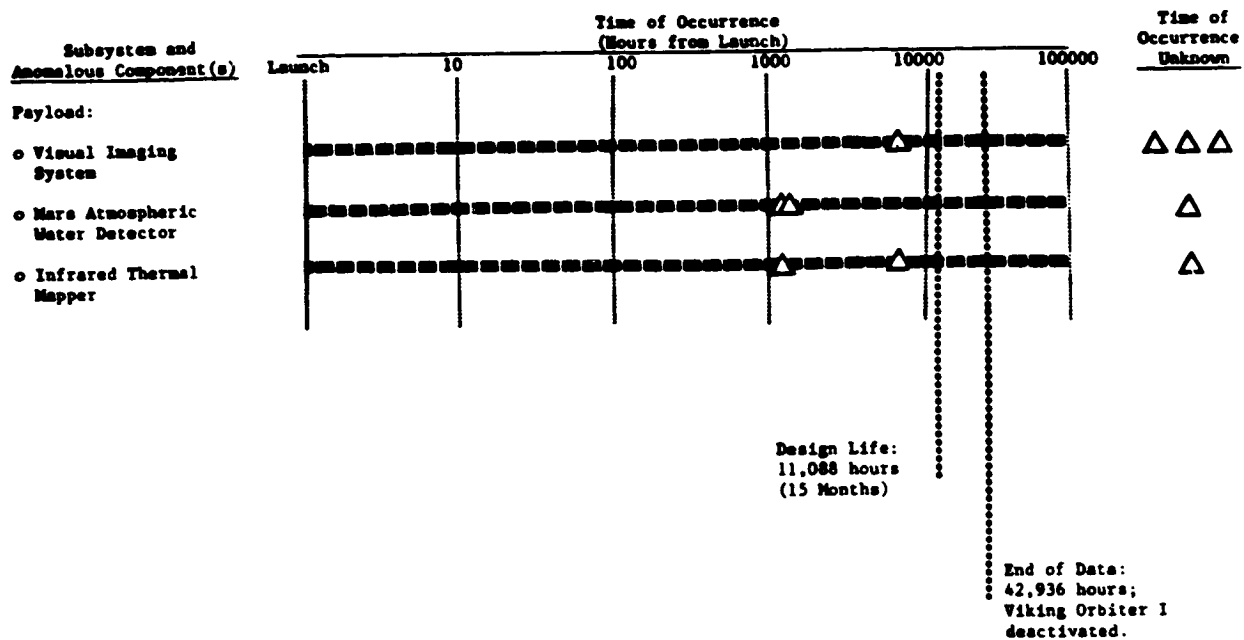 Time of Occurrence
(Hours from Launch)
Time of
Occurrence
Unknown
Subsystem and
Anomalous Component(s)
Launch 10 100 1000 10000 100000
Payload:
o Visual Imaging
System
o Mars Atmospheric
Water Detector
o Infrared Thermal
Mapper
Design Life:
11,088 hours
(15 Months)
End of Data:
42,936 hours;
Viking Orbiter I
deactivated.